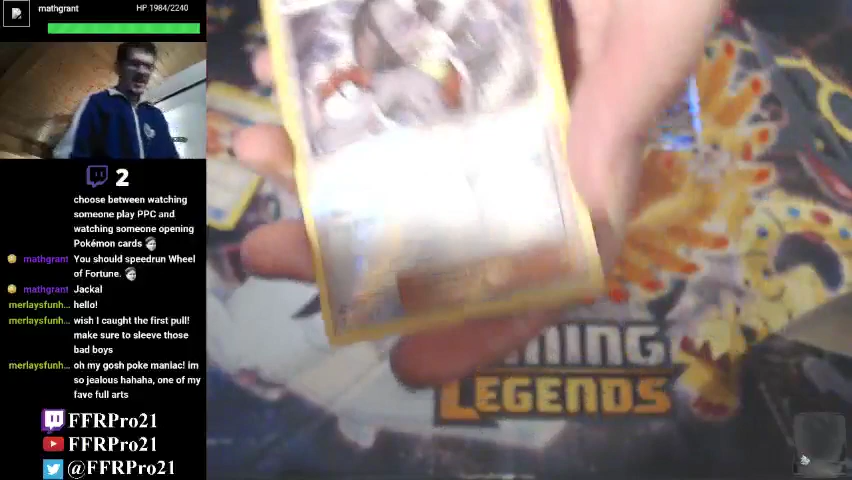 mathgrant HP 1984/2240
2
choose between watching
someone play PPC and
watching someone opening
Pokémon cards
mathgrant You should speedrun Wheel
of Fortune.
mathgrant Jackal
merlaysfunh... hello!
merlaysfunh... wish I caught the first pull!
make sure to sleeve those
bad boys
merlaysfunh... oh my gosh poke maniac! im
so jealous hahaha, one of my
fave full arts
FFRPro21
FFRPro21
@FFRPro21
LEGENDS